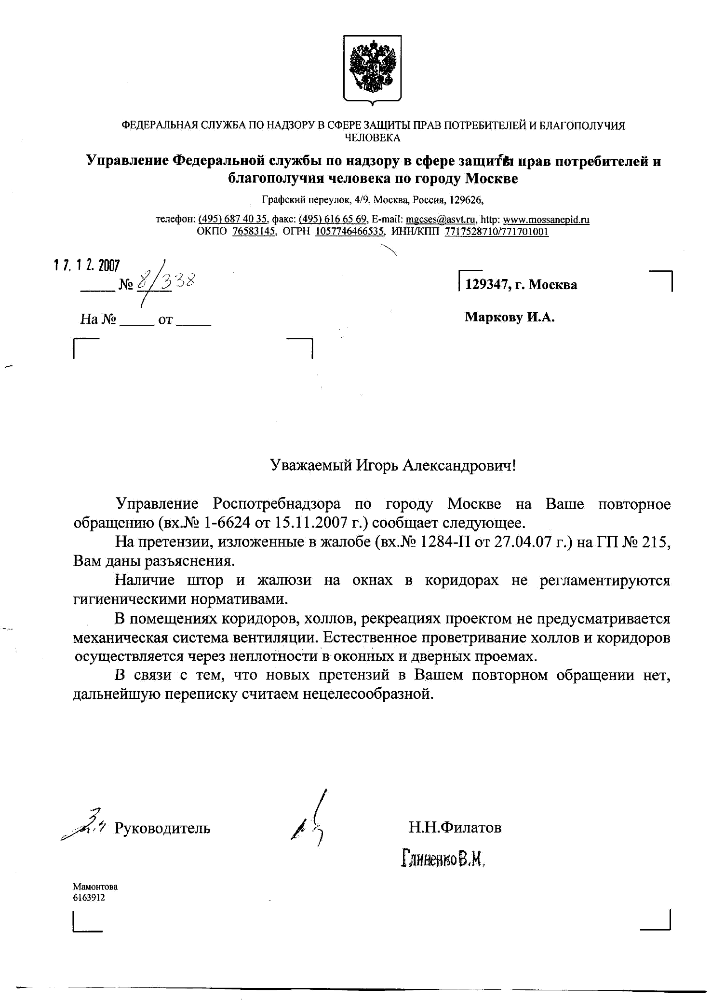 ФЕДЕРАЛЬНАЯ СЛУЖБА ПО НАДЗОРУ В СФЕРЕ ЗАЩИТЫ ПРАВ ПОТРЕБИТЕЛЕЙ И БЛАГОПОЛУЧИЯ
ЧЕЛОВЕКА
Управление Федеральной службы по надзору в сфере защиты прав потребителей и
благополучия человека по городу Москве
Графский переулок, 4/9, Москва, Россия, 129626,
телефон: (495) 687 40 35, факс: (495) 616 65 69, E-mail: mgcses@asvt.ru, http: www.mossanepid.ru
ОКПО 76583145, ОГРН 1057746466535, ИНН/КПП 7717528710/771701001
17.12.2007
_____ № 8/338
На № _____ от _____
129347, г. Москва
Маркову И.А.
Уважаемый Игорь Александрович!
Управление Роспотребнадзора по городу Москве на Ваше повторное
обращению (вх.№ 1-6624 от 15.11.2007 г.) сообщает следующее.
На претензии, изложенные в жалобе (вх.№ 1284-П от 27.04.07 г.) на ГП № 215,
Вам даны разъяснения.
Наличие штор и жалюзи на окнах в коридорах не регламентируются
гигиеническими нормативами.
В помещениях коридоров, холлов, рекреациях проектом не предусматривается
механическая система вентиляции. Естественное проветривание холлов и коридоров
осуществляется через неплотности в оконных и дверных проемах.
В связи с тем, что новых претензий в Вашем повторном обращении нет,
дальнейшую переписку считаем нецелесообразной.
Руководитель Н.Н.Филатов
Глиненко В.М.
Мамонтова
6163912